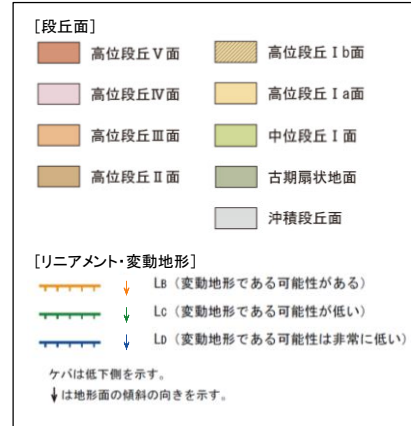 [段丘面]
高位段丘Ⅴ面
高位段丘Ⅰb面
高位段丘Ⅳ面
高位段丘Ⅰa面
高位段丘Ⅲ面
中位段丘Ⅰ面
高位段丘Ⅱ面
古期扇状地面
沖積段丘面
[リニアメント・変動地形]
LB (変動地形である可能性がある)
LC (変動地形である可能性が低い)
LD (変動地形である可能性は非常に低い)
ケバは低下側を示す。
↓は地形面の傾斜の向きを示す。